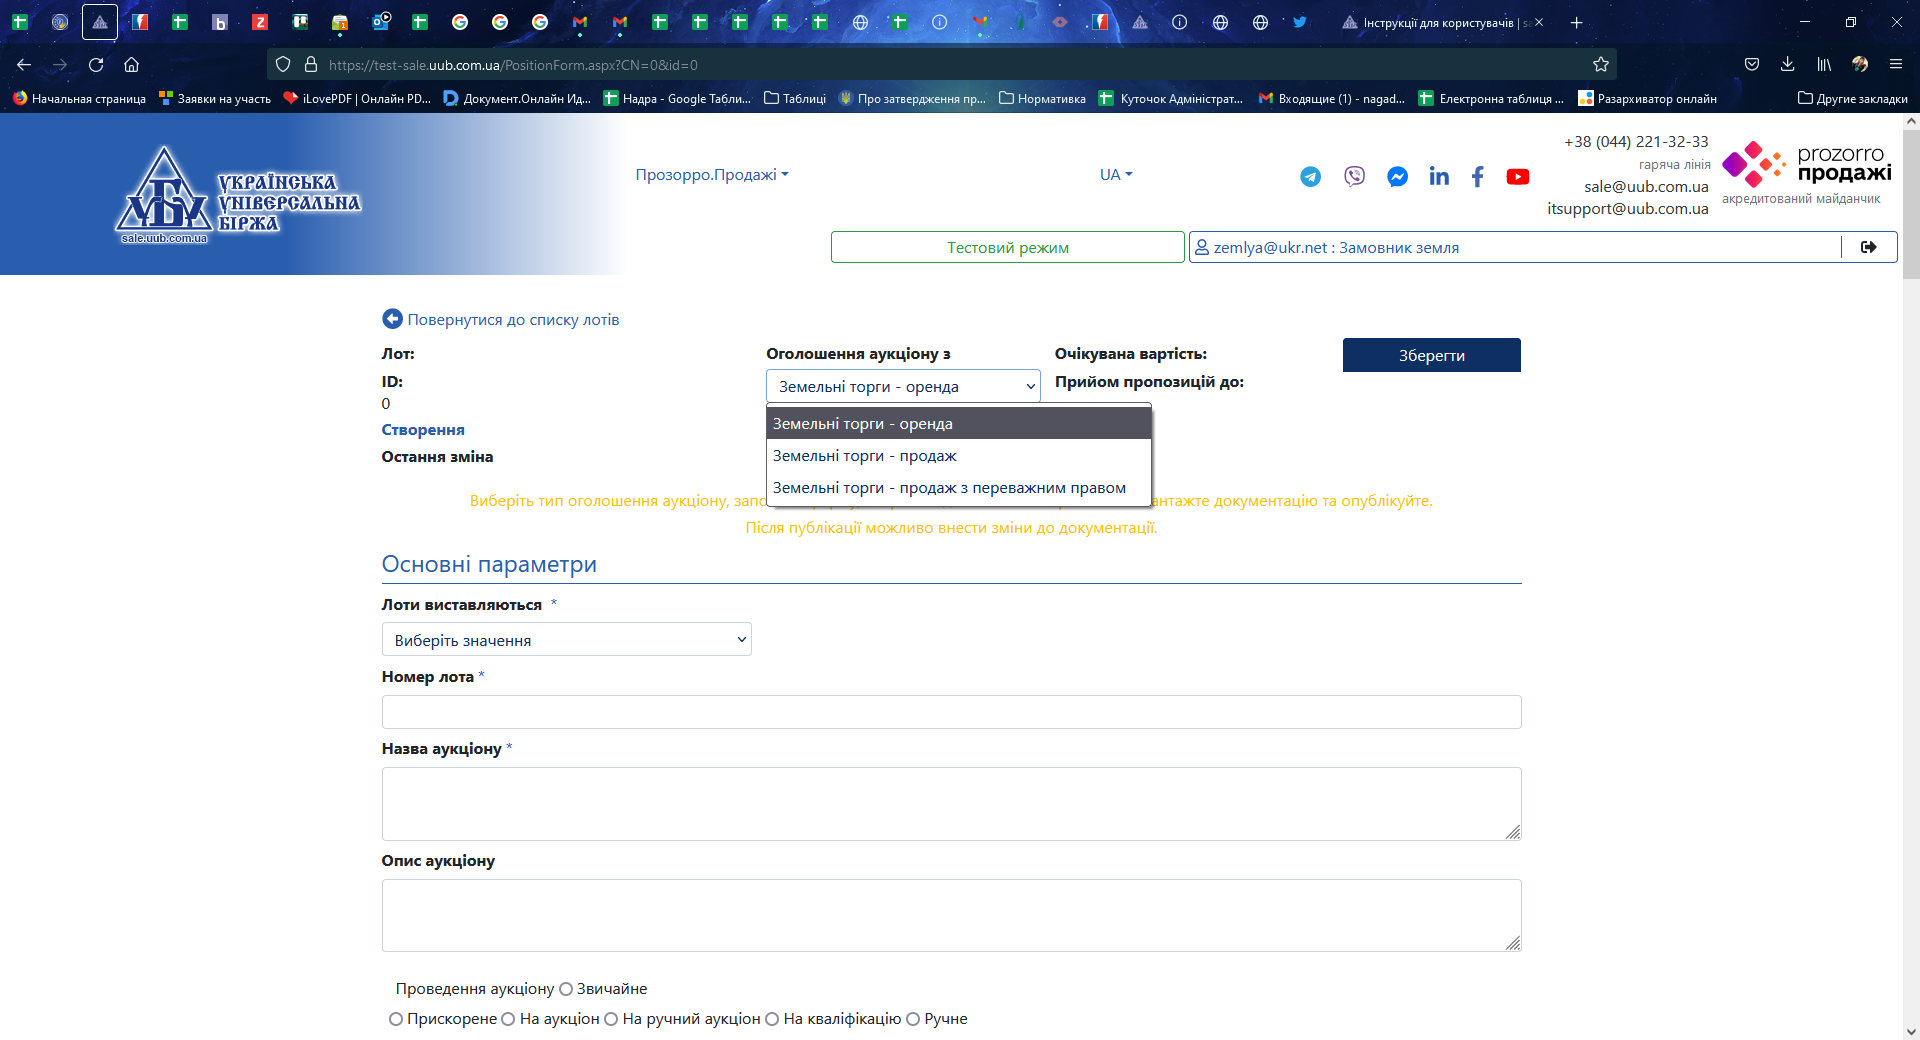 Інструкції для користувачів | sa
https://test-sale.uub.com.ua/PositionForm.aspx?CN=0&id=0
Начальная страница
Заявки на участь
iLovePDF | Онлайн PD...
Документ.Онлайн Ид...
Надра - Google Табли...
Таблиці
Про затвердження пр...
Нормативка
Куточок Адміністрат...
Входящие (1) - nagad...
Електронна таблиця ...
Разархиватор онлайн
Другие закладки
УКРАЇНСЬКА
УНІВЕРСАЛЬНА
БІРЖА
УБУ
sale.uub.com.ua
Прозорро.Продажі
UA
+38 (044) 221-32-33
гаряча лінія
sale@uub.com.ua
itsupport@uub.com.ua
prozorro
продажі
акредитований майданчик
Тестовий режим
zemlya@ukr.net : Замовник земля
Повернутися до списку лотів
Лот:
Оголошення аукціону з
Очікувана вартість:
Зберегти
ID:
Земельні торги - оренда
Прийом пропозицій до:
0
Земельні торги - оренда
Створення
Земельні торги - продаж
Остання зміна
Земельні торги - продаж з переважним правом
Виберіть тип оголошення аукціону, запо антажте документацію та опублікуйте.
Після публікації можливо внести зміни до документації.
Основні параметри
Лоти виставляються *
Виберіть значення
Номер лота *
Назва аукціону *
Опис аукціону
Проведення аукціону Звичайне
Прискорене На аукціон На ручний аукціон На кваліфікацію Ручне